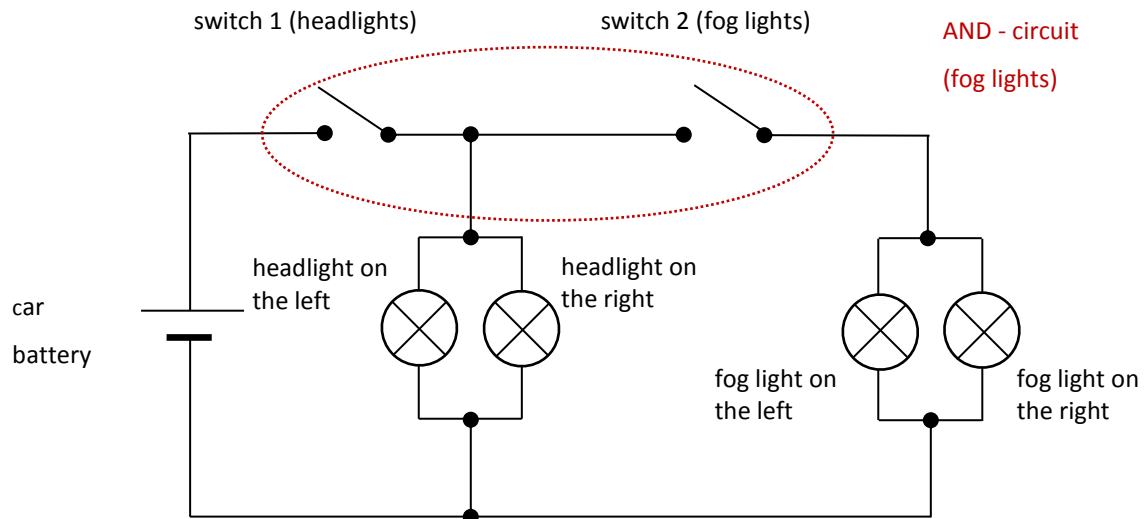 switch 1 (headlights)
switch 2 (fog lights)
AND - circuit
(fog lights)
headlight on
the left
headlight on
the right
car
battery
fog light on
the left
fog light on
the right